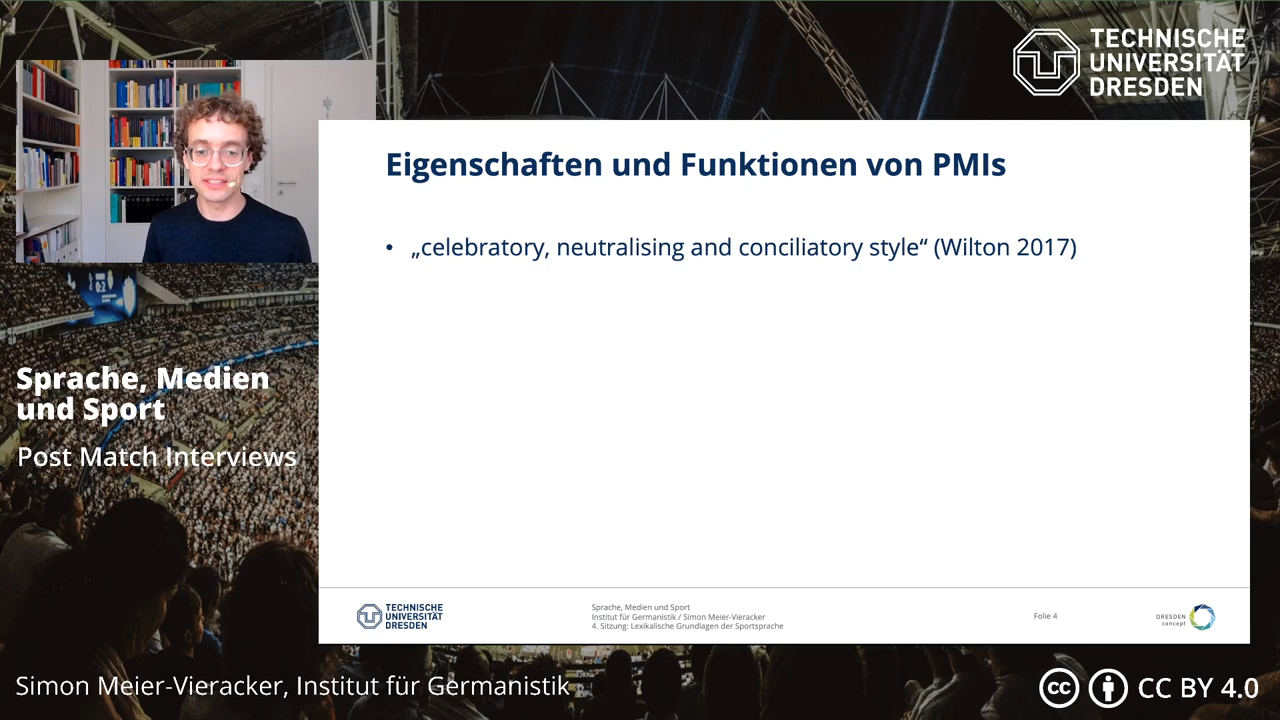 TECHNISCHE
UNIVERSITÄT
DRESDEN
Eigenschaften und Funktionen von PMIs
• „celebratory, neutralising and conciliatory style“ (Wilton 2017)
Sprache, Medien
und Sport
Post Match Interviews
TECHNISCHE
UNIVERSITÄT
DRESDEN
Sprache, Medien und Sport
Institut für Germanistik / Simon Meier-Vieracker
4. Sitzung: Lexikalische Grundlagen der Sportsprache
Folie 4
DRESDEN
concept
Simon Meier-Vieracker, Institut für Germanistik
cc
CC BY 4.0